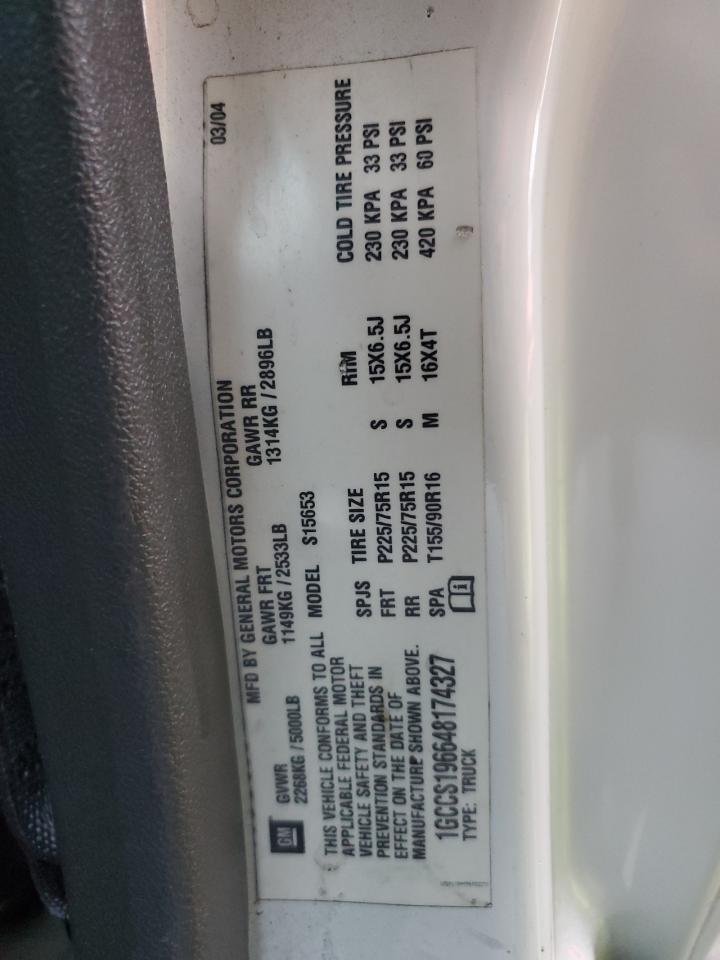 MFD BY GENERAL MOTORS CORPORATION 03/04
GM
GVWR GAWR FRT GAWR RR
2268KG / 5000LB 1149KG / 2533LB 1314KG / 2896LB
THIS VEHICLE CONFORMS TO ALL
APPLICABLE FEDERAL MOTOR
VEHICLE SAFETY AND THEFT
PREVENTION STANDARDS IN
EFFECT ON THE DATE OF
MANUFACTURE SHOWN ABOVE.
1GCCS196648174327
TYPE: TRUCK
MODEL S15653
SPJS TIRE SIZE RIM COLD TIRE PRESSURE
FRT P225/75R15 S 15X6.5J 230 KPA 33 PSI
RR P225/75R15 S 15X6.5J 230 KPA 33 PSI
SPA T155/90R16 M 16X4T 420 KPA 60 PSI